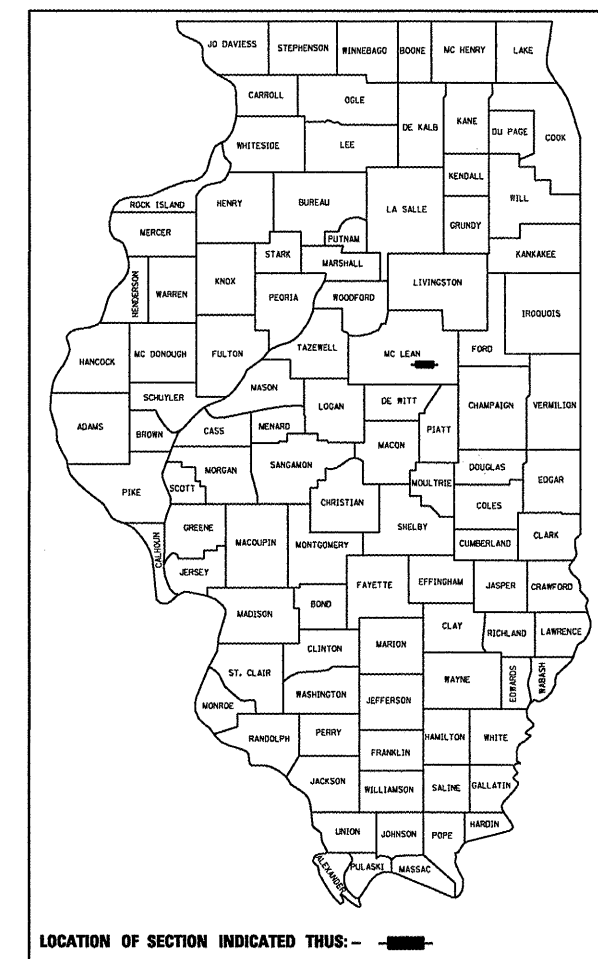 JO DAVIESS STEPHENSON WINNEBAGO BOONE MC HENRY LAKE
CARROLL OGLE DE KALB KANE DU PAGE COOK
WHITESIDE LEE KENDALL WILL
ROCK ISLAND HENRY BUREAU LA SALLE GRUNDY
MERCER PUTNAM KANKAKEE
STARK MARSHALL LIVINGSTON
HENDERSON WARREN KNOX PEORIA WOODFORD IROQUOIS
HANCOCK MC DONOUGH FULTON TAZEWELL MC LEAN FORD
MASON
SCHUYLER LOGAN DE WITT CHAMPAIGN VERMILION
ADAMS BROWN CASS MENARD MACON PIATT
MORGAN SANGAMON DOUGLAS
PIKE SCOTT CHRISTIAN MOULTRIE COLES EDGAR
GREENE MACOUPIN SHELBY
CALHOUN MONTGOMERY CUMBERLAND CLARK
JERSEY FAYETTE EFFINGHAM JASPER CRAWFORD
MADISON BOND
CLAY RICHLAND LAWRENCE
CLINTON MARION
ST. CLAIR WAYNE EDWARDS WABASH
WASHINGTON JEFFERSON
MONROE
RANDOLPH PERRY HAMILTON WHITE
FRANKLIN
JACKSON WILLIAMSON SALINE GALLATIN
UNION JOHNSON POPE HARDIN
ALEXANDER PULASKI MASSAC
LOCATION OF SECTION INDICATED THUS: –